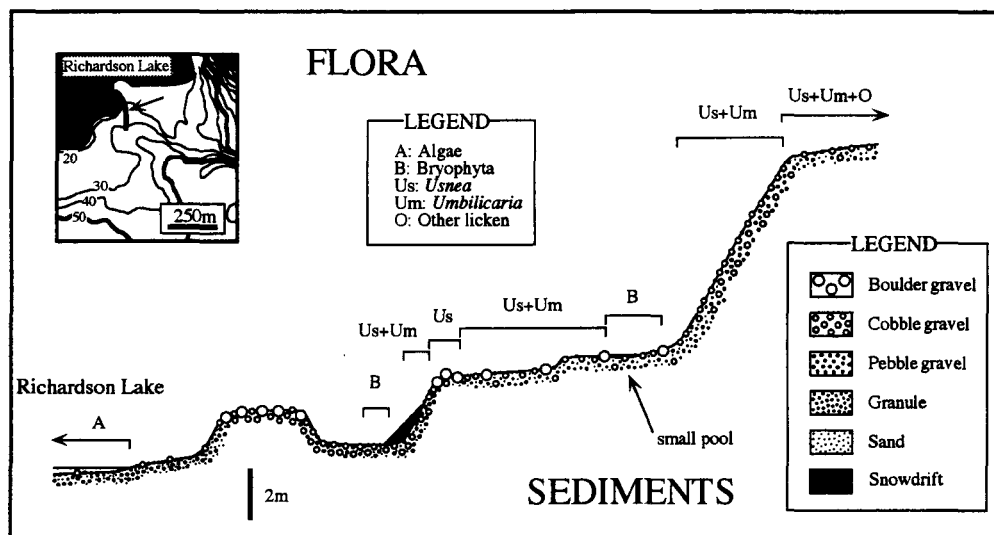 Richardson Lake
20
30
40
50
250m
FLORA
LEGEND
A: Algae
B: Bryophyta
Us: Usnea
Um: Umbilicaria
O: Other licken
Us+Um
Us+Um+O
LEGEND
Boulder gravel
Cobble gravel
Pebble gravel
Granule
Sand
Snowdrift
Us+Um
Us
Us+Um
B
B
Richardson Lake
A
small pool
2m
SEDIMENTS